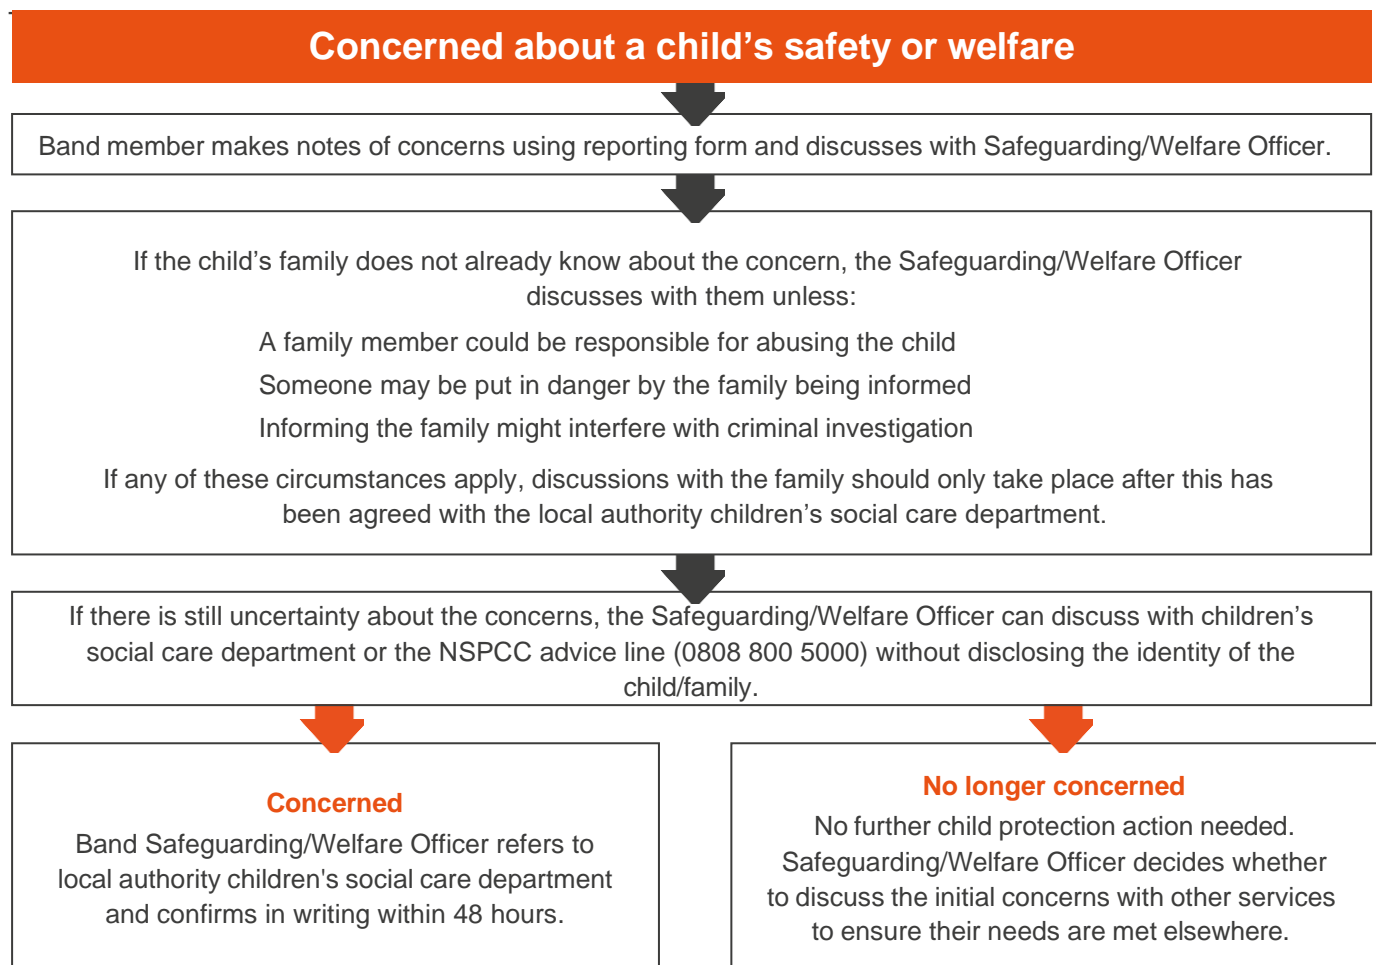 Concerned about a child’s safety or welfare
Band member makes notes of concerns using reporting form and discusses with Safeguarding/Welfare Officer.
If the child’s family does not already know about the concern, the Safeguarding/Welfare Officer
discusses with them unless:
A family member could be responsible for abusing the child
Someone may be put in danger by the family being informed
Informing the family might interfere with criminal investigation
If any of these circumstances apply, discussions with the family should only take place after this has
been agreed with the local authority children’s social care department.
If there is still uncertainty about the concerns, the Safeguarding/Welfare Officer can discuss with children’s
social care department or the NSPCC advice line (0808 800 5000) without disclosing the identity of the
child/family.
Concerned
Band Safeguarding/Welfare Officer refers to
local authority children's social care department
and confirms in writing within 48 hours.
No longer concerned
No further child protection action needed.
Safeguarding/Welfare Officer decides whether
to discuss the initial concerns with other services
to ensure their needs are met elsewhere.